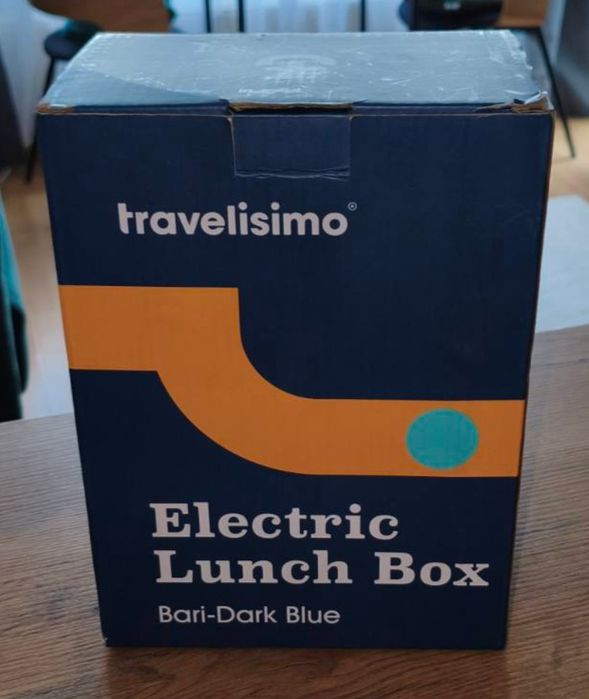 travelisimo®
Electric
Lunch Box
Bari-Dark Blue